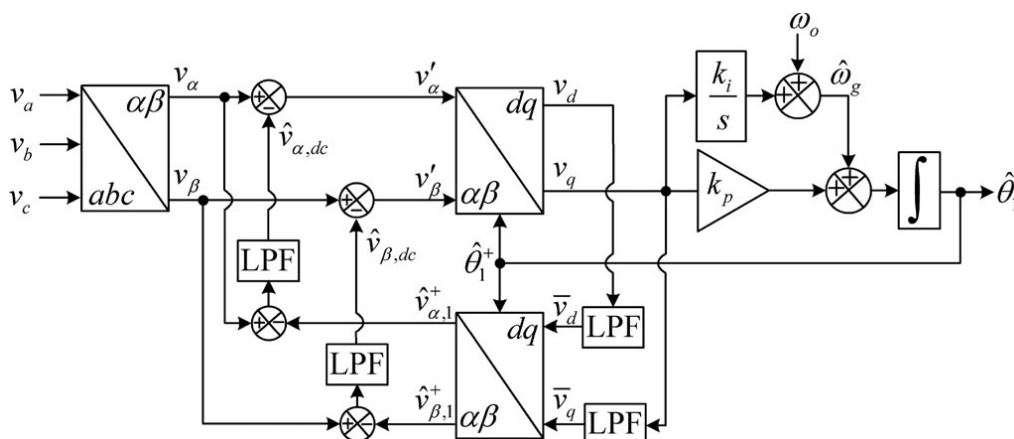 v_a
v_b
v_c
αβ
abc
v_α
v_β
v̂_α,dc
v̂_β,dc
LPF
LPF
v′_α
v′_β
dq
αβ
v_d
v_q
k_i
s
k_p
ω_o
ω̂_g
∫
θ̂_1^+
v̂_α,1^+
v̂_β,1^+
dq
αβ
v̄_d
LPF
v̄_q
LPF